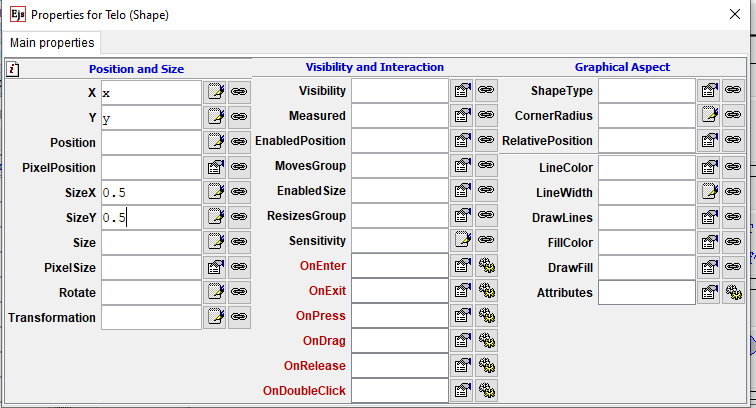 Ejs Properties for Telo (Shape)
Main properties
i Position and Size
X x
Y y
Position
PixelPosition
SizeX 0.5
SizeY 0.5
Size
PixelSize
Rotate
Transformation
Visibility and Interaction
Visibility
Measured
EnabledPosition
MovesGroup
EnabledSize
ResizesGroup
Sensitivity
OnEnter
OnExit
OnPress
OnDrag
OnRelease
OnDoubleClick
Graphical Aspect
ShapeType
CornerRadius
RelativePosition
LineColor
LineWidth
DrawLines
FillColor
DrawFill
Attributes